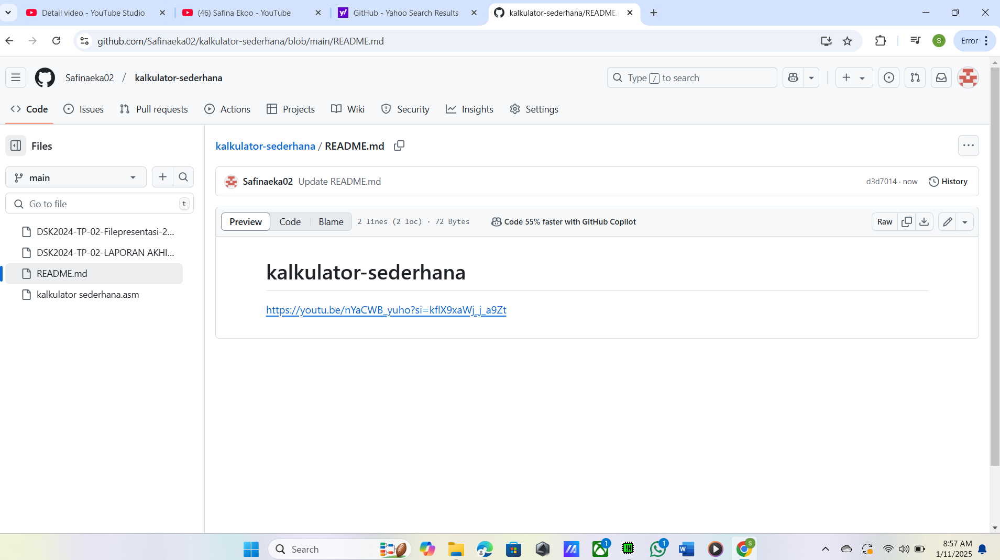 Detail video - YouTube Studio
(46) Safina Ekoo - YouTube
GitHub - Yahoo Search Results
kalkulator-sederhana/README.
github.com/Safinaeka02/kalkulator-sederhana/blob/main/README.md
S
Error
Safinaeka02 / kalkulator-sederhana
Type / to search
Code
Issues
Pull requests
Actions
Projects
Wiki
Security
Insights
Settings
Files
kalkulator-sederhana / README.md
main
Safinaeka02 Update README.md
d3d7014 · now
History
Go to file
t
Preview
Code
Blame
2 lines (2 loc) · 72 Bytes
Code 55% faster with GitHub Copilot
Raw
DSK2024-TP-02-Filepresentasi-2...
DSK2024-TP-02-LAPORAN AKHI...
README.md
kalkulator sederhana.asm
kalkulator-sederhana
https://youtu.be/nYaCWB_yuho?si=kflX9xaWj_j_a9Zt
Search
1
1
S
8:57 AM
1/11/2025